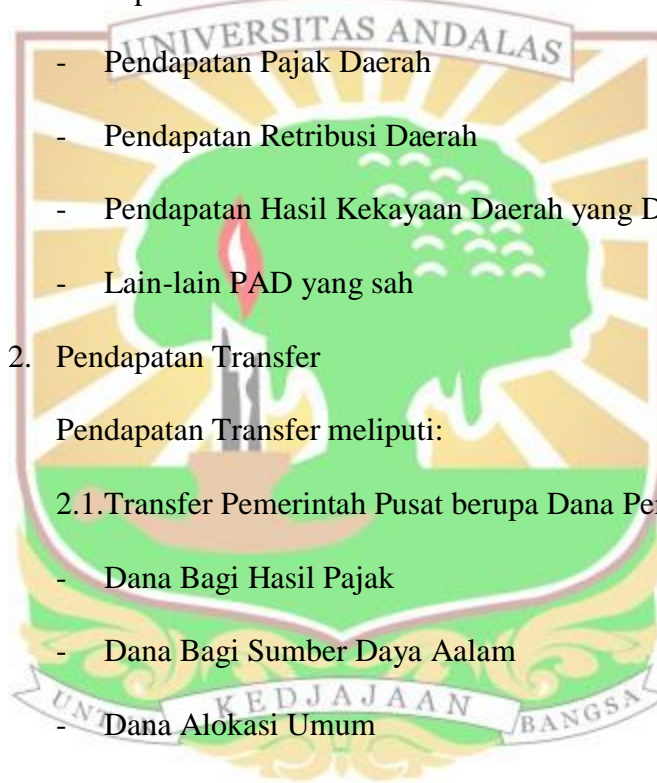 UNIVERSITAS ANDALAS
- Pendapatan Pajak Daerah
- Pendapatan Retribusi Daerah
- Pendapatan Hasil Kekayaan Daerah yang D
- Lain-lain PAD yang sah
2. Pendapatan Transfer
Pendapatan Transfer meliputi:
2.1.Transfer Pemerintah Pusat berupa Dana Pe
- Dana Bagi Hasil Pajak
- Dana Bagi Sumber Daya Aalam
- Dana Alokasi Umum
KEDJAJAAN BANGSA